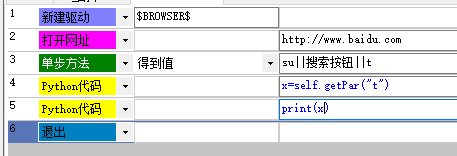 1 新建驱动 $BROWSER$
2 打开网址 http://www.baidu.com
3 单步方法 得到值 su||搜索按钮||t
4 Python代码 x=self.getPar("t")
5 Python代码 print(x)
6 退出